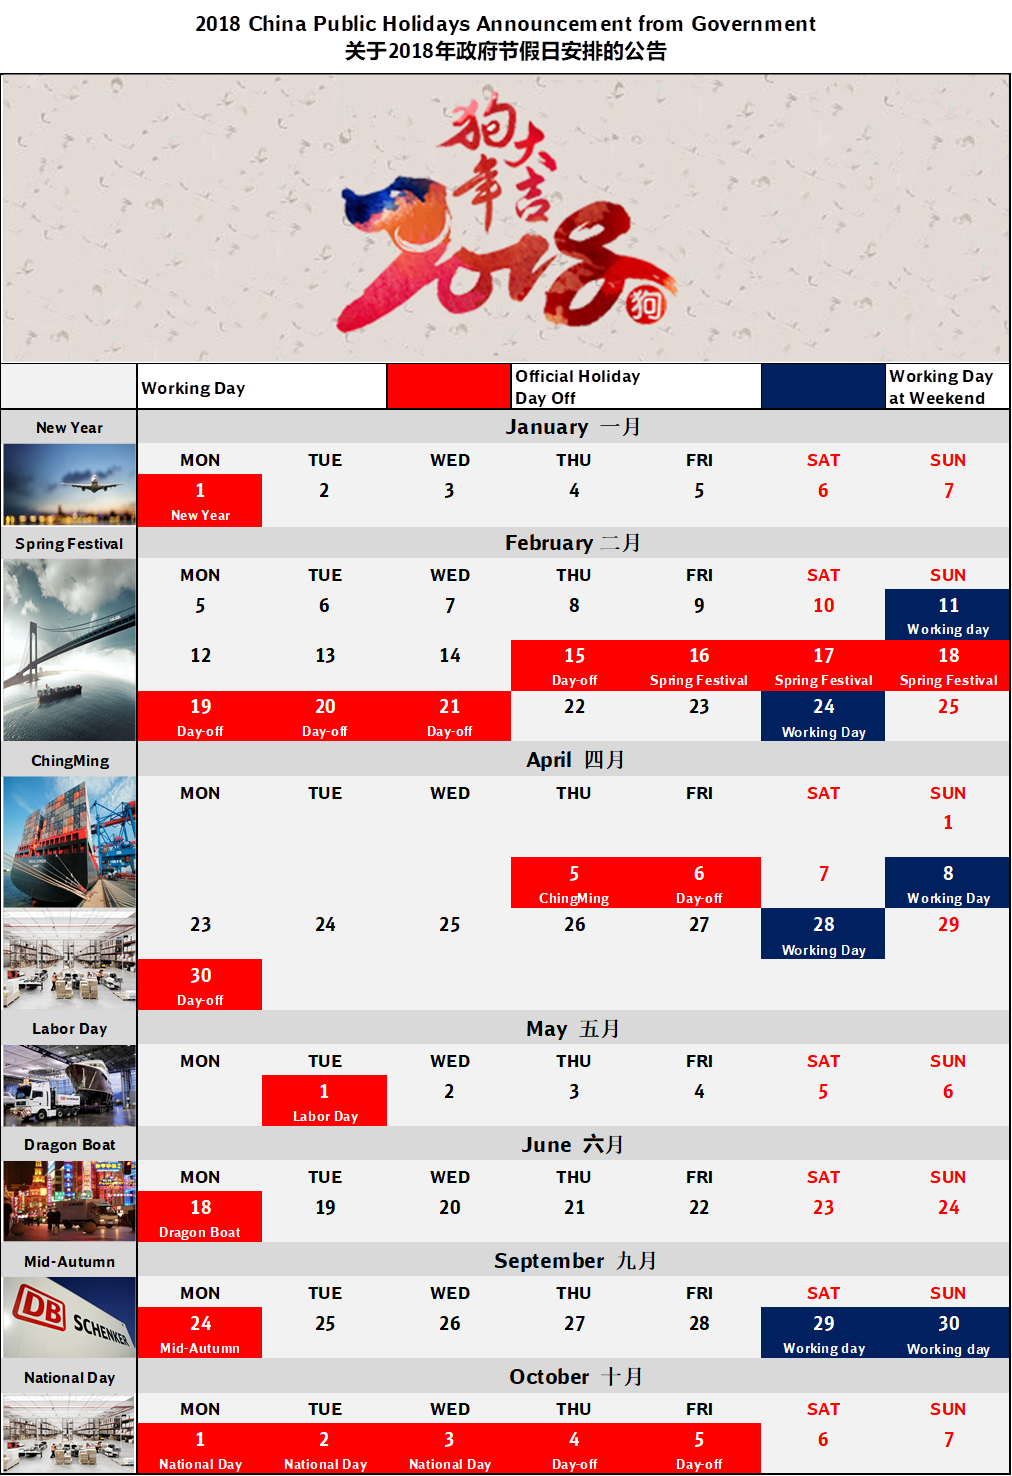 2018 China Public Holidays Announcement from Government
关于2018年政府节假日安排的公告
狗年大吉
2018
狗
Working Day
Official Holiday
Day Off
Working Day
at Weekend
New Year
January 一月
MON TUE WED THU FRI SAT SUN
1 2 3 4 5 6 7
New Year
Spring Festival
February 二月
MON TUE WED THU FRI SAT SUN
5 6 7 8 9 10 11
Working day
12 13 14 15 16 17 18
Day-off Spring Festival Spring Festival Spring Festival
19 20 21 22 23 24 25
Day-off Day-off Day-off Working Day
ChingMing
April 四月
MON TUE WED THU FRI SAT SUN
1
5 6 7 8
ChingMing Day-off Working Day
23 24 25 26 27 28 29
Working Day
30
Day-off
Labor Day
May 五月
MON TUE WED THU FRI SAT SUN
1 2 3 4 5 6
Labor Day
Dragon Boat
June 六月
MON TUE WED THU FRI SAT SUN
18 19 20 21 22 23 24
Dragon Boat
Mid-Autumn
September 九月
MON TUE WED THU FRI SAT SUN
DB SCHENKER
24 25 26 27 28 29 30
Mid-Autumn Working day Working day
National Day
October 十月
MON TUE WED THU FRI SAT SUN
1 2 3 4 5 6 7
National Day National Day National Day Day-off Day-off